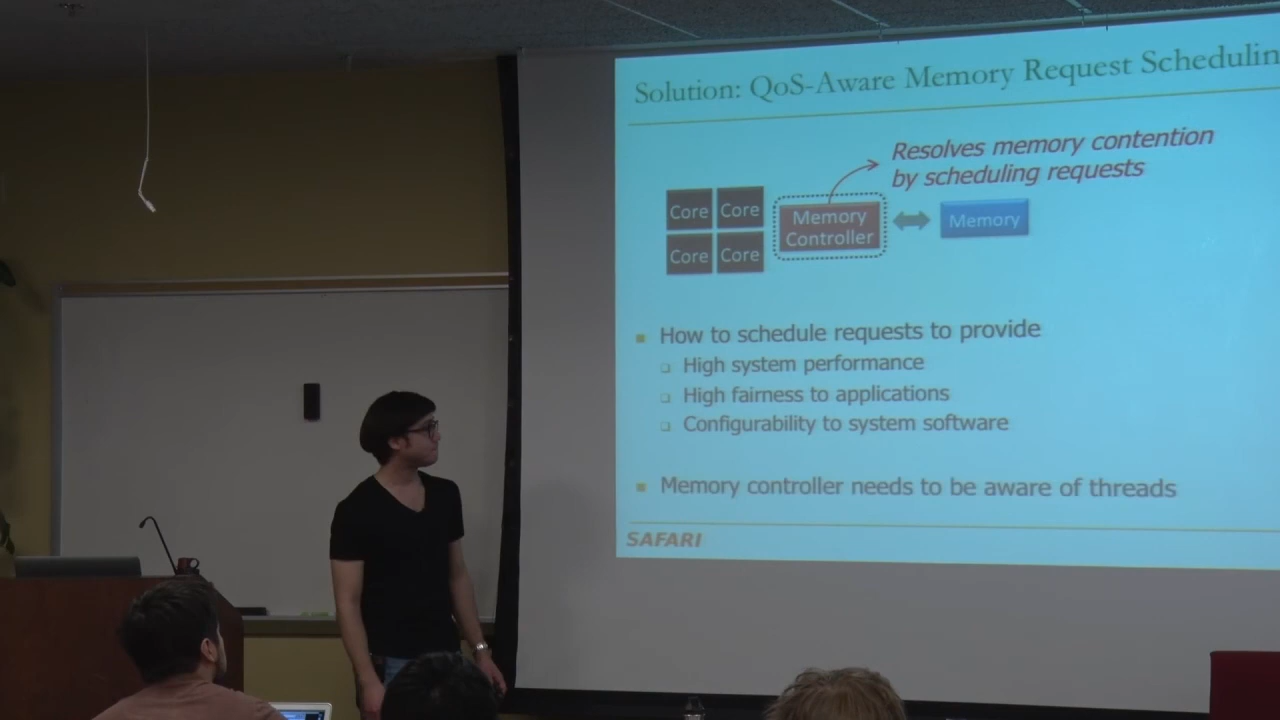 Solution: QoS-Aware Memory Request Schedulin
Resolves memory contention
by scheduling requests
Core Core
Core Core
Memory
Controller
Memory
How to schedule requests to provide
High system performance
High fairness to applications
Configurability to system software
Memory controller needs to be aware of threads
SAFARI